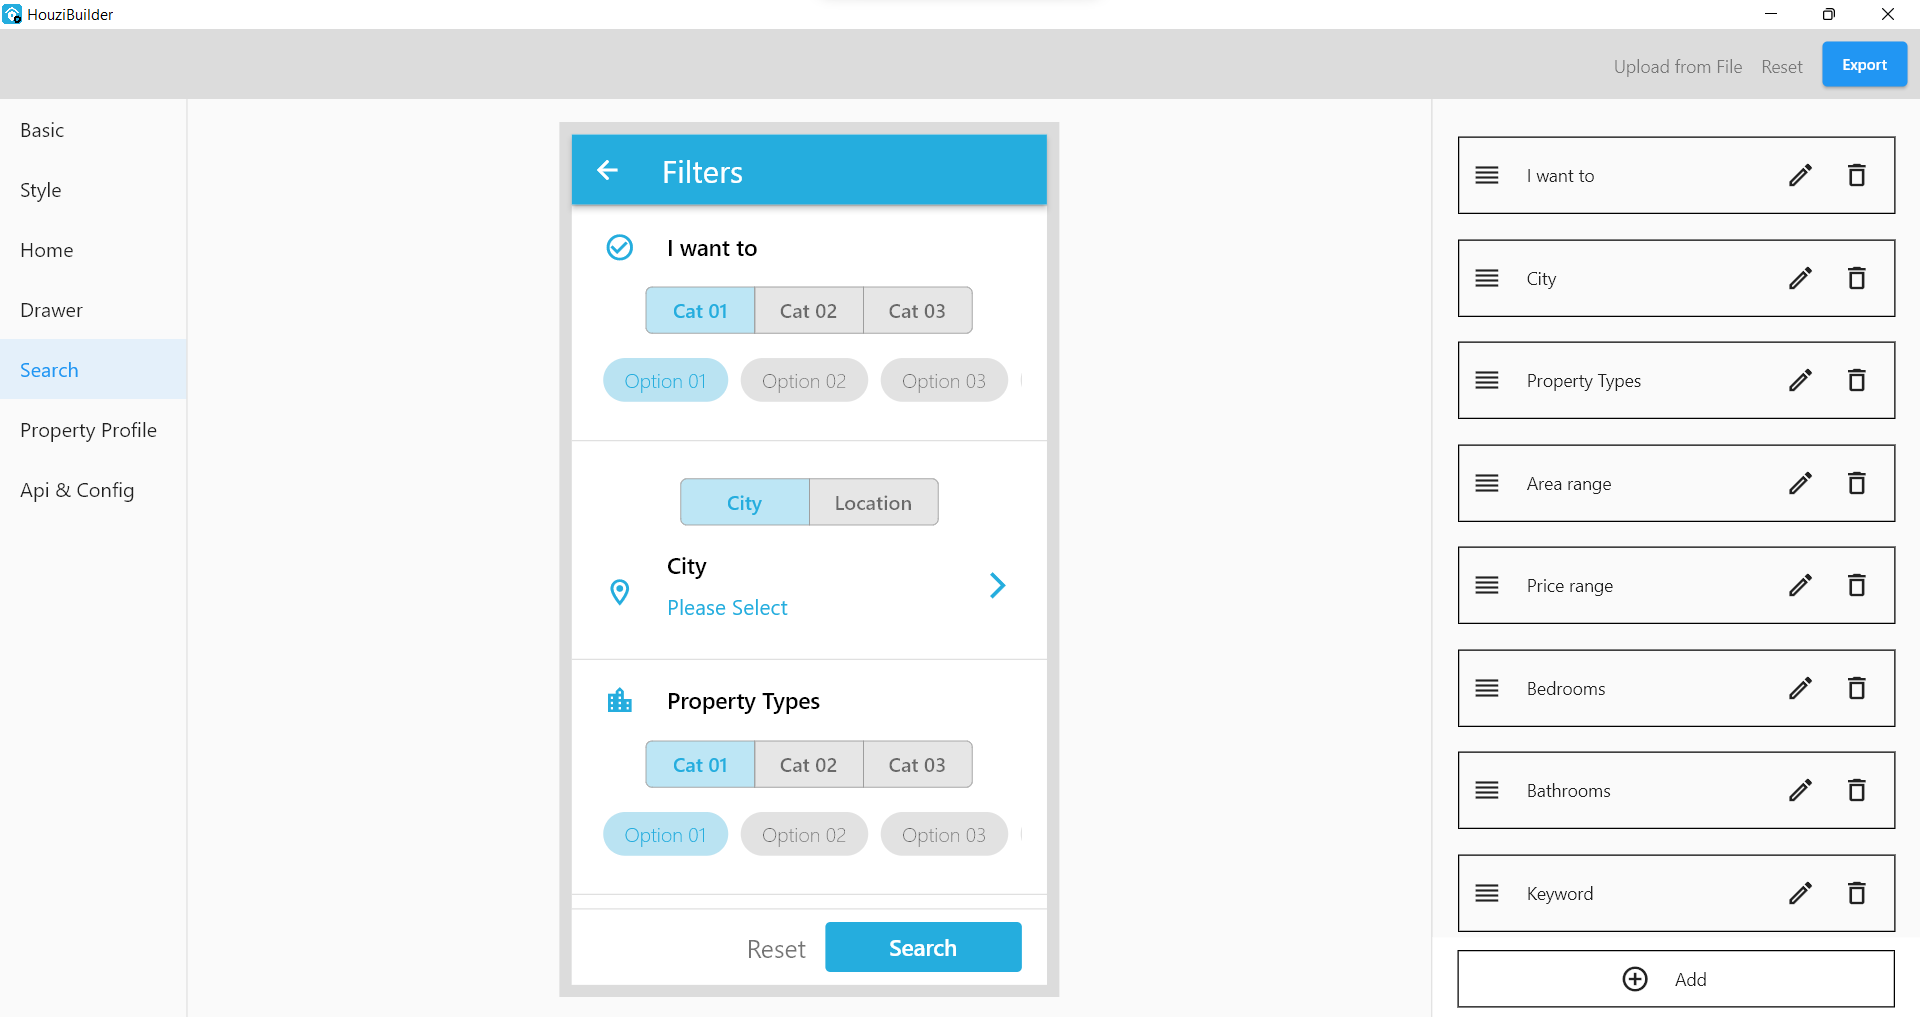 HouziBuilder
Upload from File
Reset
Export
Basic
Style
Home
Drawer
Search
Property Profile
Api & Config
Filters
I want to
Cat 01
Cat 02
Cat 03
Option 01
Option 02
Option 03
City
Location
City
Please Select
Property Types
Cat 01
Cat 02
Cat 03
Option 01
Option 02
Option 03
Reset
Search
I want to
City
Property Types
Area range
Price range
Bedrooms
Bathrooms
Keyword
Add